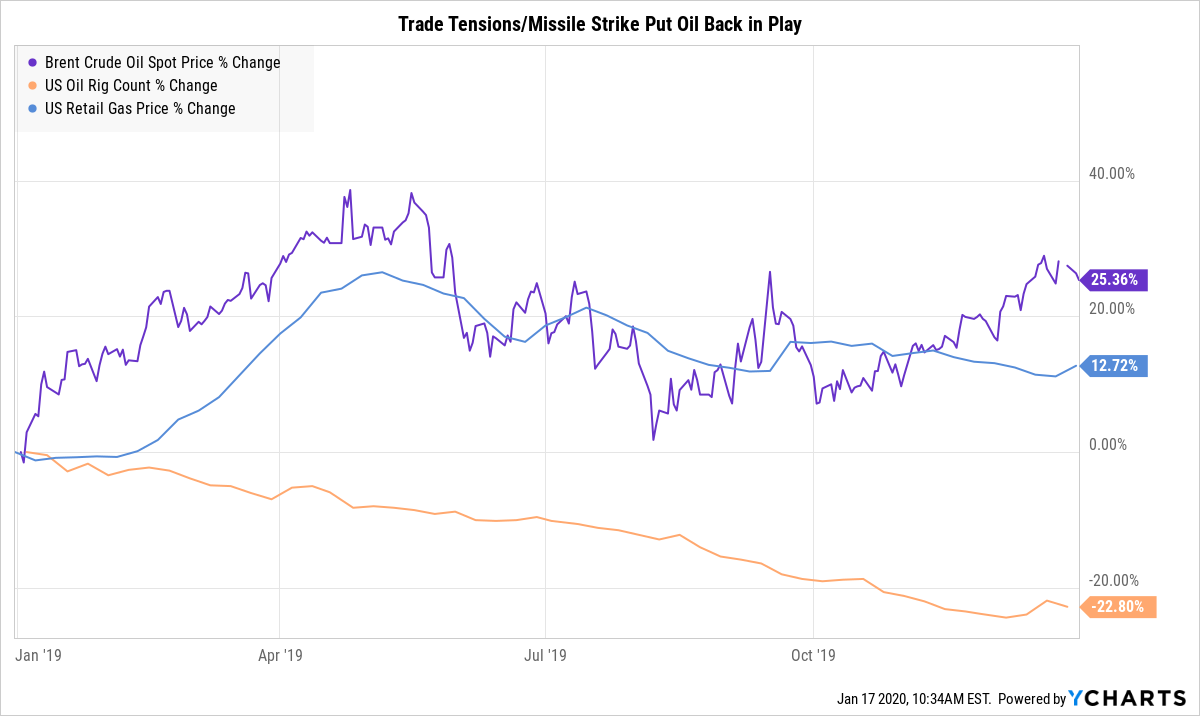 Trade Tensions/Missile Strike Put Oil Back in Play
Brent Crude Oil Spot Price % Change
US Oil Rig Count % Change
US Retail Gas Price % Change
40.00%
25.36%
20.00%
12.72%
0.00%
-20.00%
-22.80%
Jan '19 Apr '19 Jul '19 Oct '19
Jan 17 2020, 10:34AM EST. Powered by YCHARTS